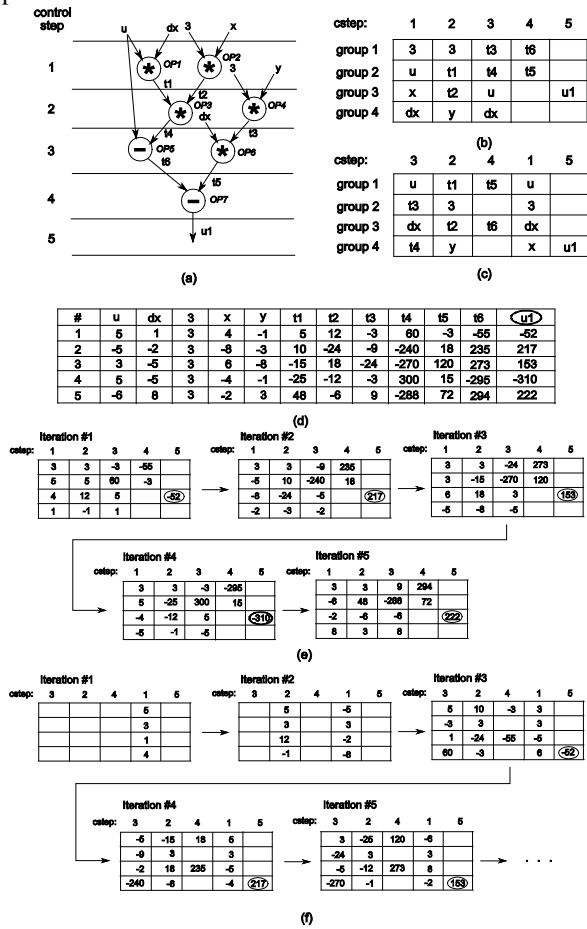 control
step
u dx 3 x
1
* OP1 * OP2
3 y
t1 t2
2
* OP3 * OP4
dx
t4 t3
3
- OP5 * OP6
t6 t5
4
- OP7
5
u1
(a)
cstep: 1 2 3 4 5
group 1 3 3 t3 t6
group 2 u t1 t4 t5
group 3 x t2 u u1
group 4 dx y dx
(b)
cstep: 3 2 4 1 5
group 1 u t1 t5 u
group 2 t3 3 3
group 3 dx t2 t6 dx
group 4 t4 y x u1
(c)
# u dx 3 x y t1 t2 t3 t4 t5 t6 u1
1 5 1 3 4 -1 5 12 -3 60 -3 -55 -52
2 -5 -2 3 -8 -3 10 -24 -9 -240 18 235 217
3 3 -5 3 6 -8 -15 18 -24 -270 120 273 153
4 5 -5 3 -4 -1 -25 -12 -3 300 15 -295 -310
5 -6 8 3 -2 3 48 -6 9 -288 72 294 222
(d)
Iteration #1
cstep: 1 2 3 4 5
3 3 -3 -55
5 5 60 -3
4 12 5 -52
1 -1 1
Iteration #2
cstep: 1 2 3 4 5
3 3 -9 235
-5 10 -240 18
-8 -24 -5 217
-2 -3 -2
Iteration #3
cstep: 1 2 3 4 5
3 3 -24 273
3 -15 -270 120
6 18 3 153
-5 -8 -5
Iteration #4
cstep: 1 2 3 4 5
3 3 -3 -295
5 -25 300 15
-4 -12 5 -310
-5 -1 -5
Iteration #5
cstep: 1 2 3 4 5
3 3 9 294
-6 48 -288 72
-2 -6 -6 222
8 3 8
(e)
Iteration #1
cstep: 3 2 4 1 5
5
3
1
4
Iteration #2
cstep: 3 2 4 1 5
5 -5
3 3
12 -2
-1 -8
Iteration #3
cstep: 3 2 4 1 5
5 10 -3 3
-3 3 3
1 -24 -55 -5
60 -3 6 -52
Iteration #4
cstep: 3 2 4 1 5
-5 -15 18 5
-9 3 3
-2 18 235 -5
-240 -8 -4 217
Iteration #5
cstep: 3 2 4 1 5
3 -25 120 -6
-24 3 3
-5 -12 273 8
-270 -1 -2 153
. . .
(f)